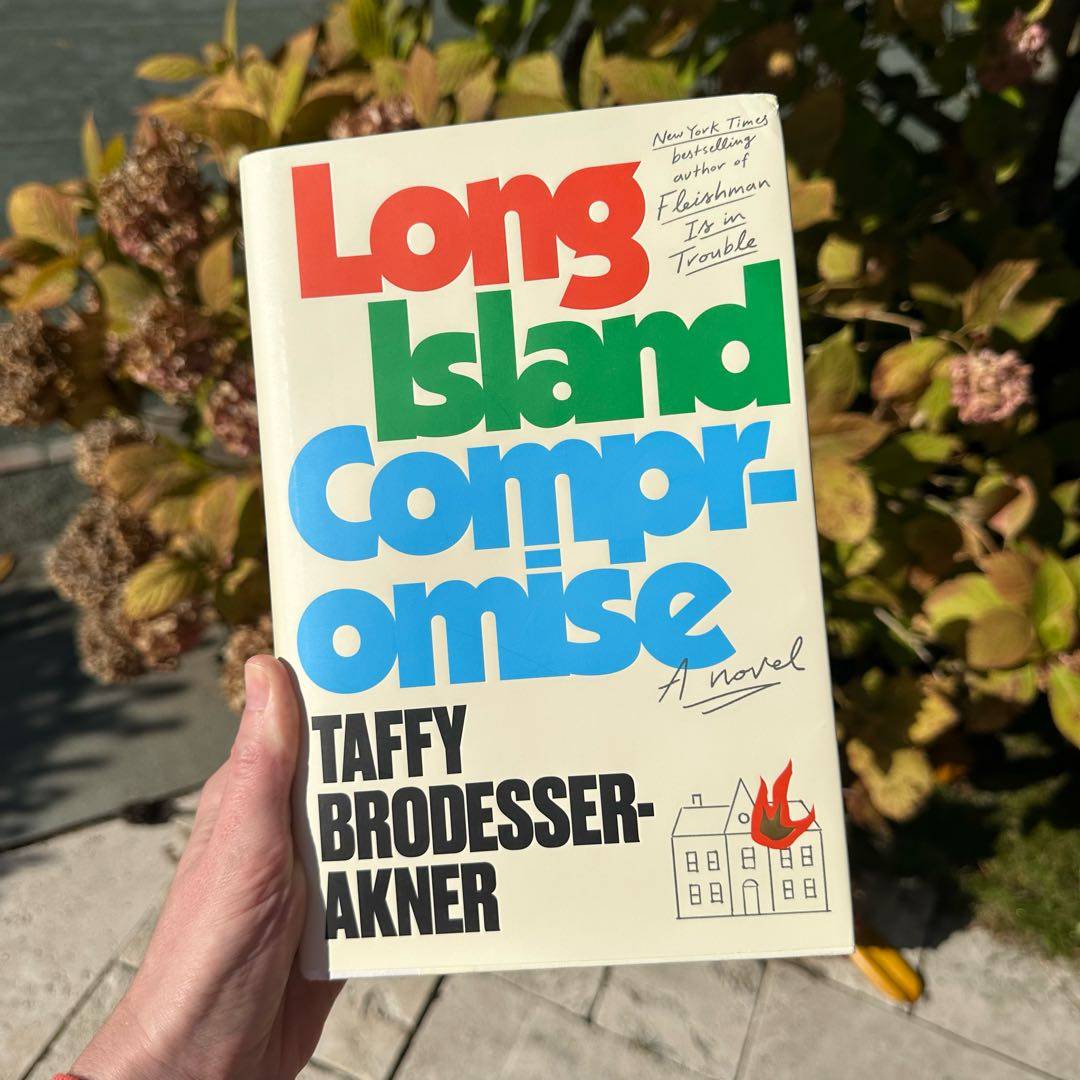 New York Times
bestselling
author of
Fleishman
Is in
Trouble
Long
Island
Compr-
omise
A novel
TAFFY
BRODESSER-
AKNER